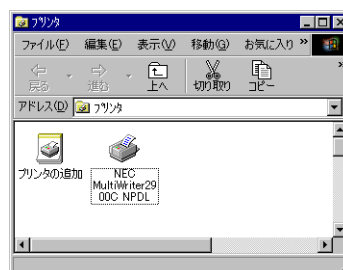 プリンタ
ファイル(F) 編集(E) 表示(V) 移動(G) お気に入り »
戻る 進む 上へ 切り取り コピー »
アドレス(D) プリンタ
プリンタの追加
NEC
MultiWriter29
00C NPDL